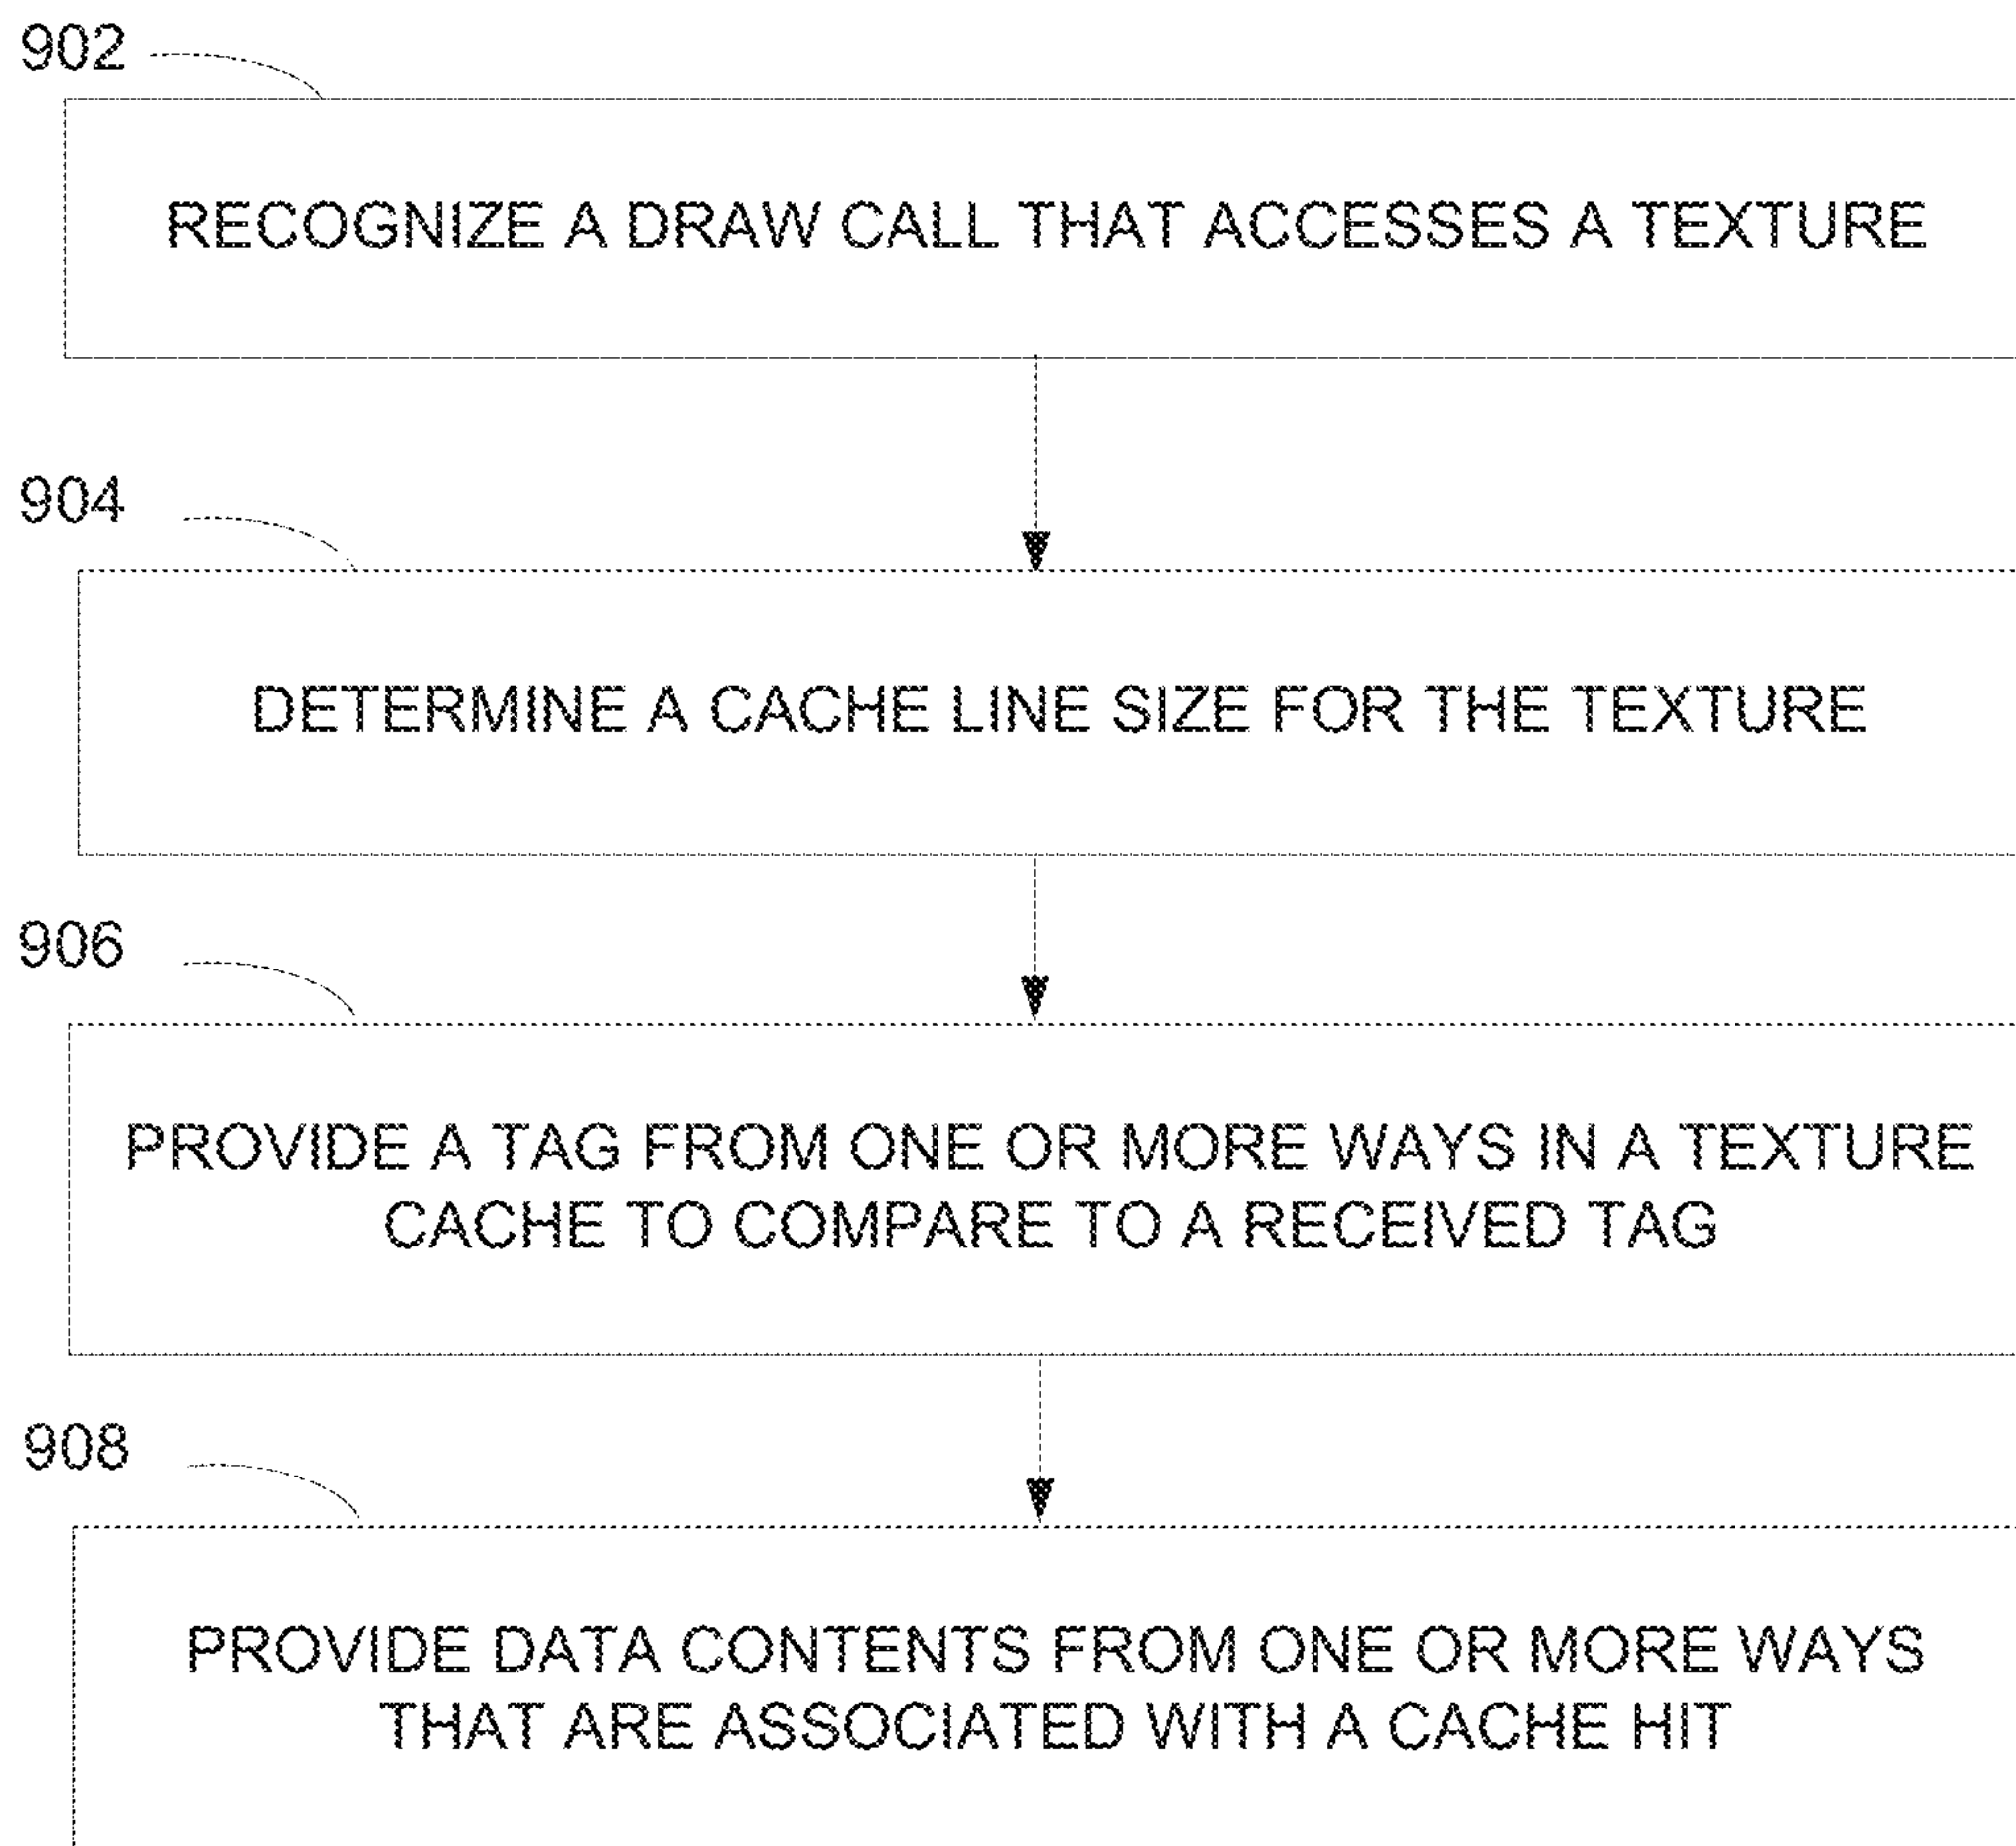 902
RECOGNIZE A DRAW CALL THAT ACCESSES A TEXTURE
904
DETERMINE A CACHE LINE SIZE FOR THE TEXTURE
906
PROVIDE A TAG FROM ONE OR MORE WAYS IN A TEXTURE
CACHE TO COMPARE TO A RECEIVED TAG
908
PROVIDE DATA CONTENTS FROM ONE OR MORE WAYS
THAT ARE ASSOCIATED WITH A CACHE HIT